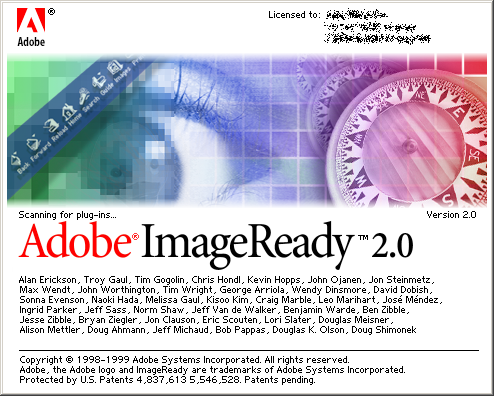 Adobe®
Licensed to:
Back Forward Reload Home Search Guide Images Print
Scanning for plug-ins... Version 2.0
Adobe® ImageReady™ 2.0
Alan Erickson, Troy Gaul, Tim Gogolin, Chris Hondl, Kevin Hopps, John Ojanen, Jon Steinmetz,
Max Wendt, John Worthington, Tim Wright, George Arriola, Wendy Dinsmore, David Dobish,
Sonna Evenson, Naoki Hada, Melissa Gaul, Kisoo Kim, Craig Marble, Leo Marihart, José Méndez,
Ingrid Parker, Jeff Sass, Norm Shaw, Jeff Van de Walker, Benjamin Warde, Ben Zibble,
Jesse Zibble, Bryan Ziegler, Jon Clauson, Eric Scouten, Lori Slater, Douglas Meisner,
Alison Mettler, Doug Ahmann, Jeff Michaud, Bob Pappas, Douglas K. Olson, Doug Shimonek
Copyright © 1998-1999 Adobe Systems Incorporated. All rights reserved.
Adobe, the Adobe logo and ImageReady are trademarks of Adobe Systems Incorporated.
Protected by U.S. Patents 4,837,613 5,546,528. Patents pending.